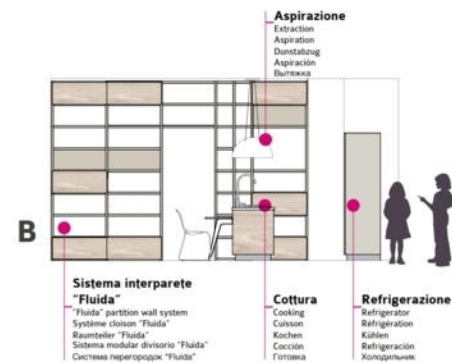 Aspirazione
Extraction
Aspiration
Dunstabzug
Aspiración
Вытяжка
B
Sistema interparete
"Fluida"
"Fluida" partition wall system
Système cloison "Fluida"
Raumteiler "Fluida"
Sistema modular divisorio "Fluida"
Система перегородок "Fluida"
Cottura
Cooking
Cuisson
Kochen
Cocción
Готовка
Refrigerazione
Refrigerator
Réfrigération
Kühlen
Refrigeración
Холодильник